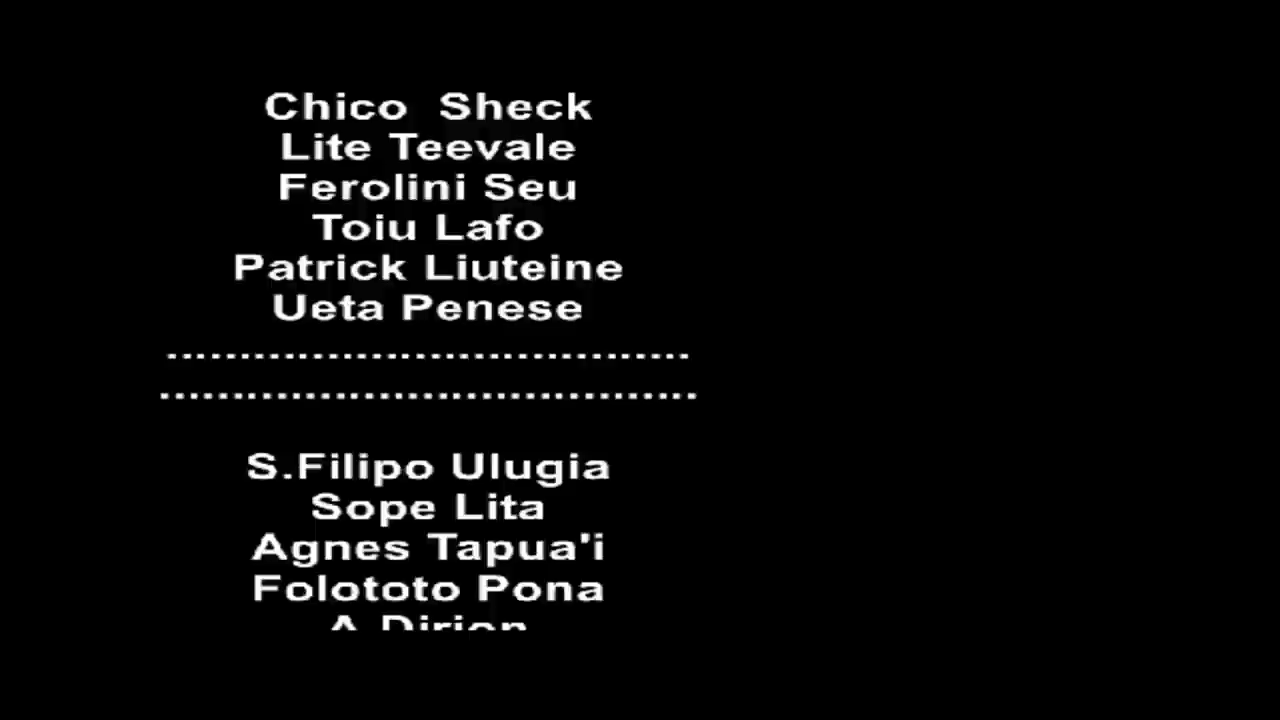 Chico Sheck
Lite Teevale
Ferolini Seu
Toiu Lafo
Patrick Liuteine
Ueta Penese
....................................
.....................................
S.Filipo Ulugia
Sope Lita
Agnes Tapua'i
Folototo Pona
A